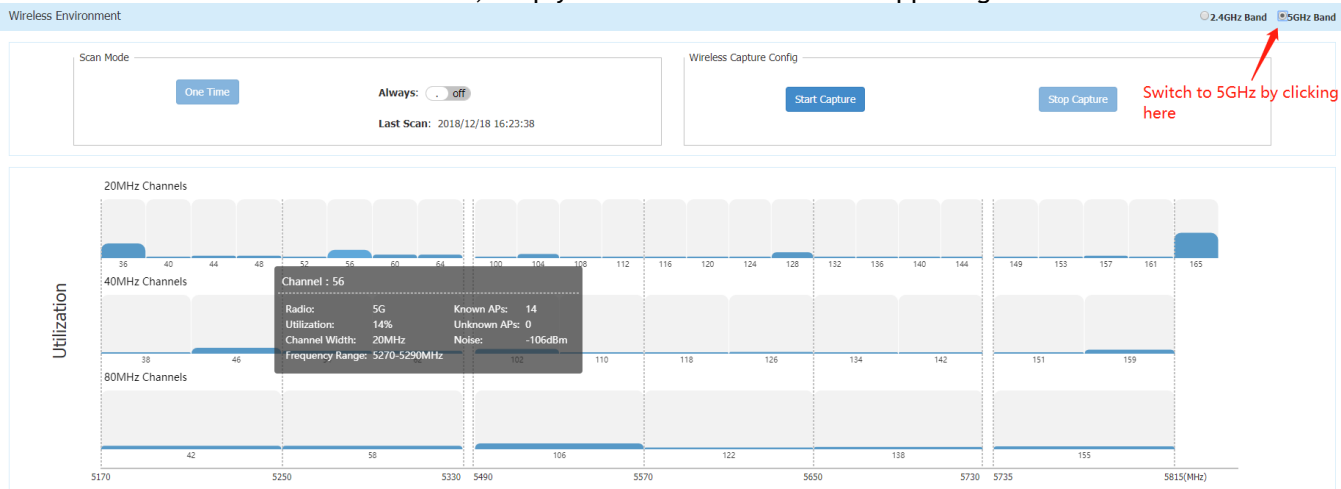 Wireless Environment
2.4GHz Band 5GHz Band
Scan Mode
One Time
Always: off
Last Scan: 2018/12/18 16:23:38
Wireless Capture Config
Start Capture
Stop Capture
Switch to 5GHz by clicking
here
Utilization
20MHz Channels
36 40 44 48 52 56 60 64 100 104 108 112 116 120 124 128 132 136 140 144 149 153 157 161 165
Channel : 56
Radio: 5G Known APs: 14
Utilization: 14% Unknown APs: 0
Channel Width: 20MHz Noise: -106dBm
Frequency Range: 5270-5290MHz
40MHz Channels
38 46 102 110 118 126 134 142 151 159
80MHz Channels
42 58 106 122 138 155
5170 5250 5330 5490 5570 5650 5730 5735 5815(MHz)